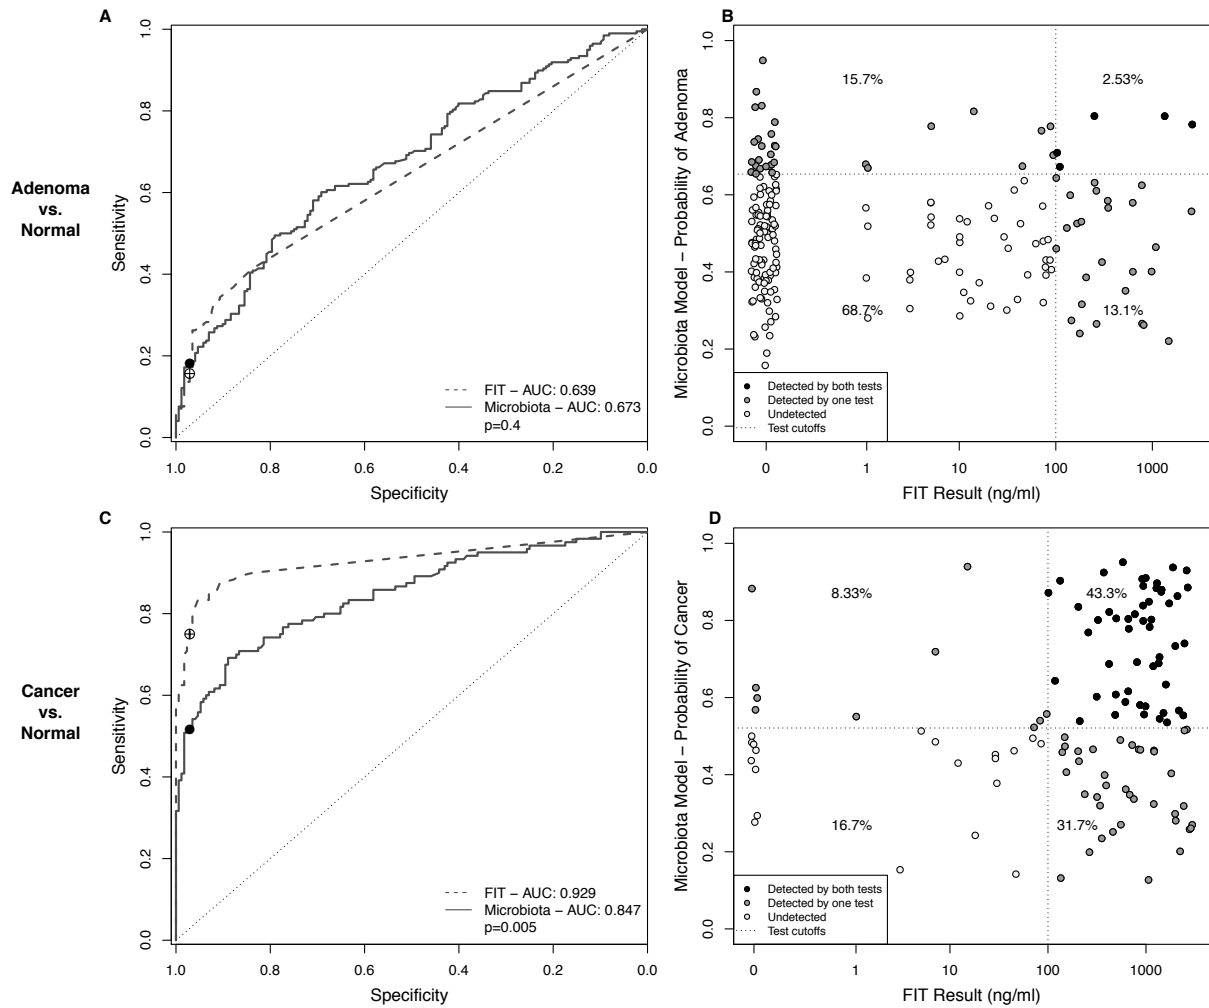 A
Adenoma
vs.
Normal
Sensitivity
1.0
0.8
0.6
0.4
0.2
0.0
FIT − AUC: 0.639
Microbiota − AUC: 0.673
p=0.4
1.0 0.8 0.6 0.4 0.2 0.0
Specificity
B
Microbiota Model − Probability of Adenoma
1.0
0.8
0.6
0.4
0.2
0.0
15.7% 2.53%
68.7% 13.1%
Detected by both tests
Detected by one test
Undetected
Test cutoffs
0 1 10 100 1000
FIT Result (ng/ml)
C
Cancer
vs.
Normal
Sensitivity
1.0
0.8
0.6
0.4
0.2
0.0
FIT − AUC: 0.929
Microbiota − AUC: 0.847
p=0.005
1.0 0.8 0.6 0.4 0.2 0.0
Specificity
D
Microbiota Model − Probability of Cancer
1.0
0.8
0.6
0.4
0.2
0.0
8.33% 43.3%
16.7% 31.7%
Detected by both tests
Detected by one test
Undetected
Test cutoffs
0 1 10 100 1000
FIT Result (ng/ml)